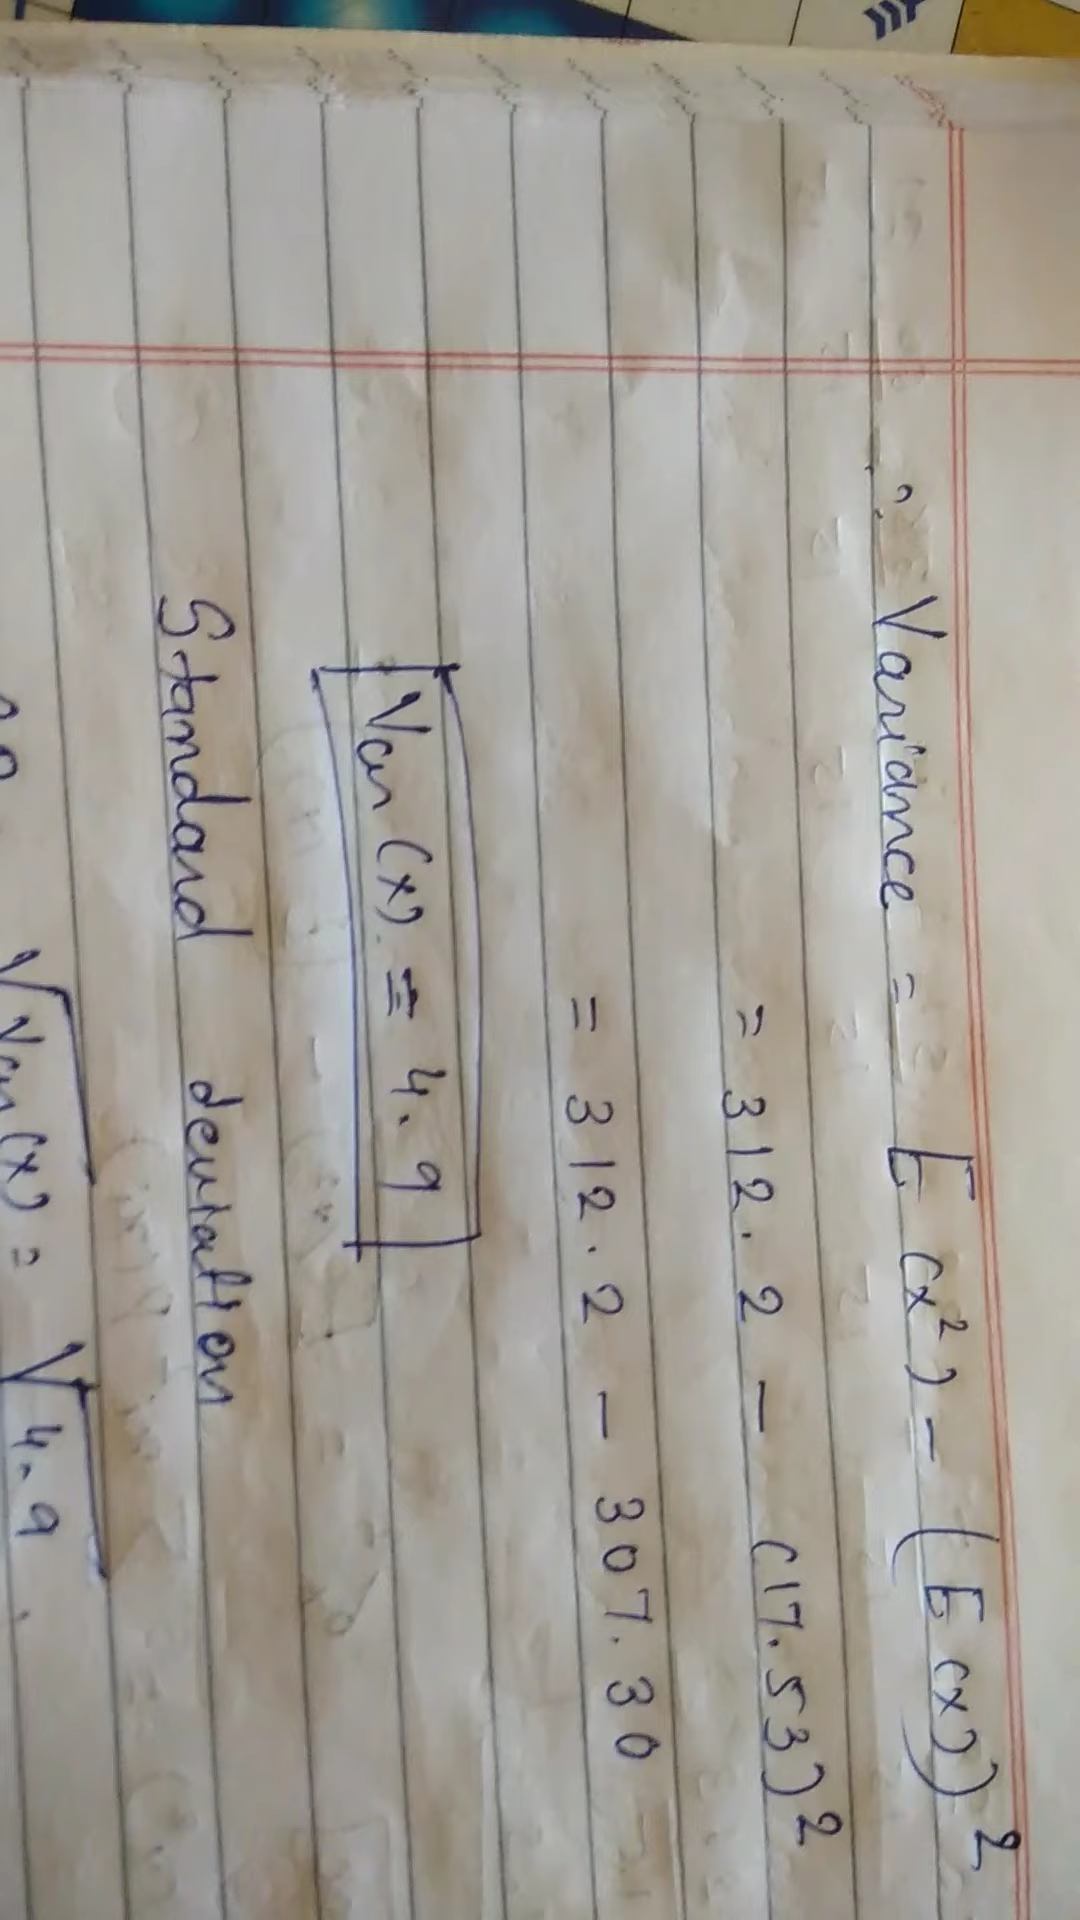 ∴ Variance = E(x²) - (E(x))²
= 312.2 - (17.53)²
= 312.2 - 307.30
Var(x) = 4.9
Standard deviation
√Var(x) = √4.9